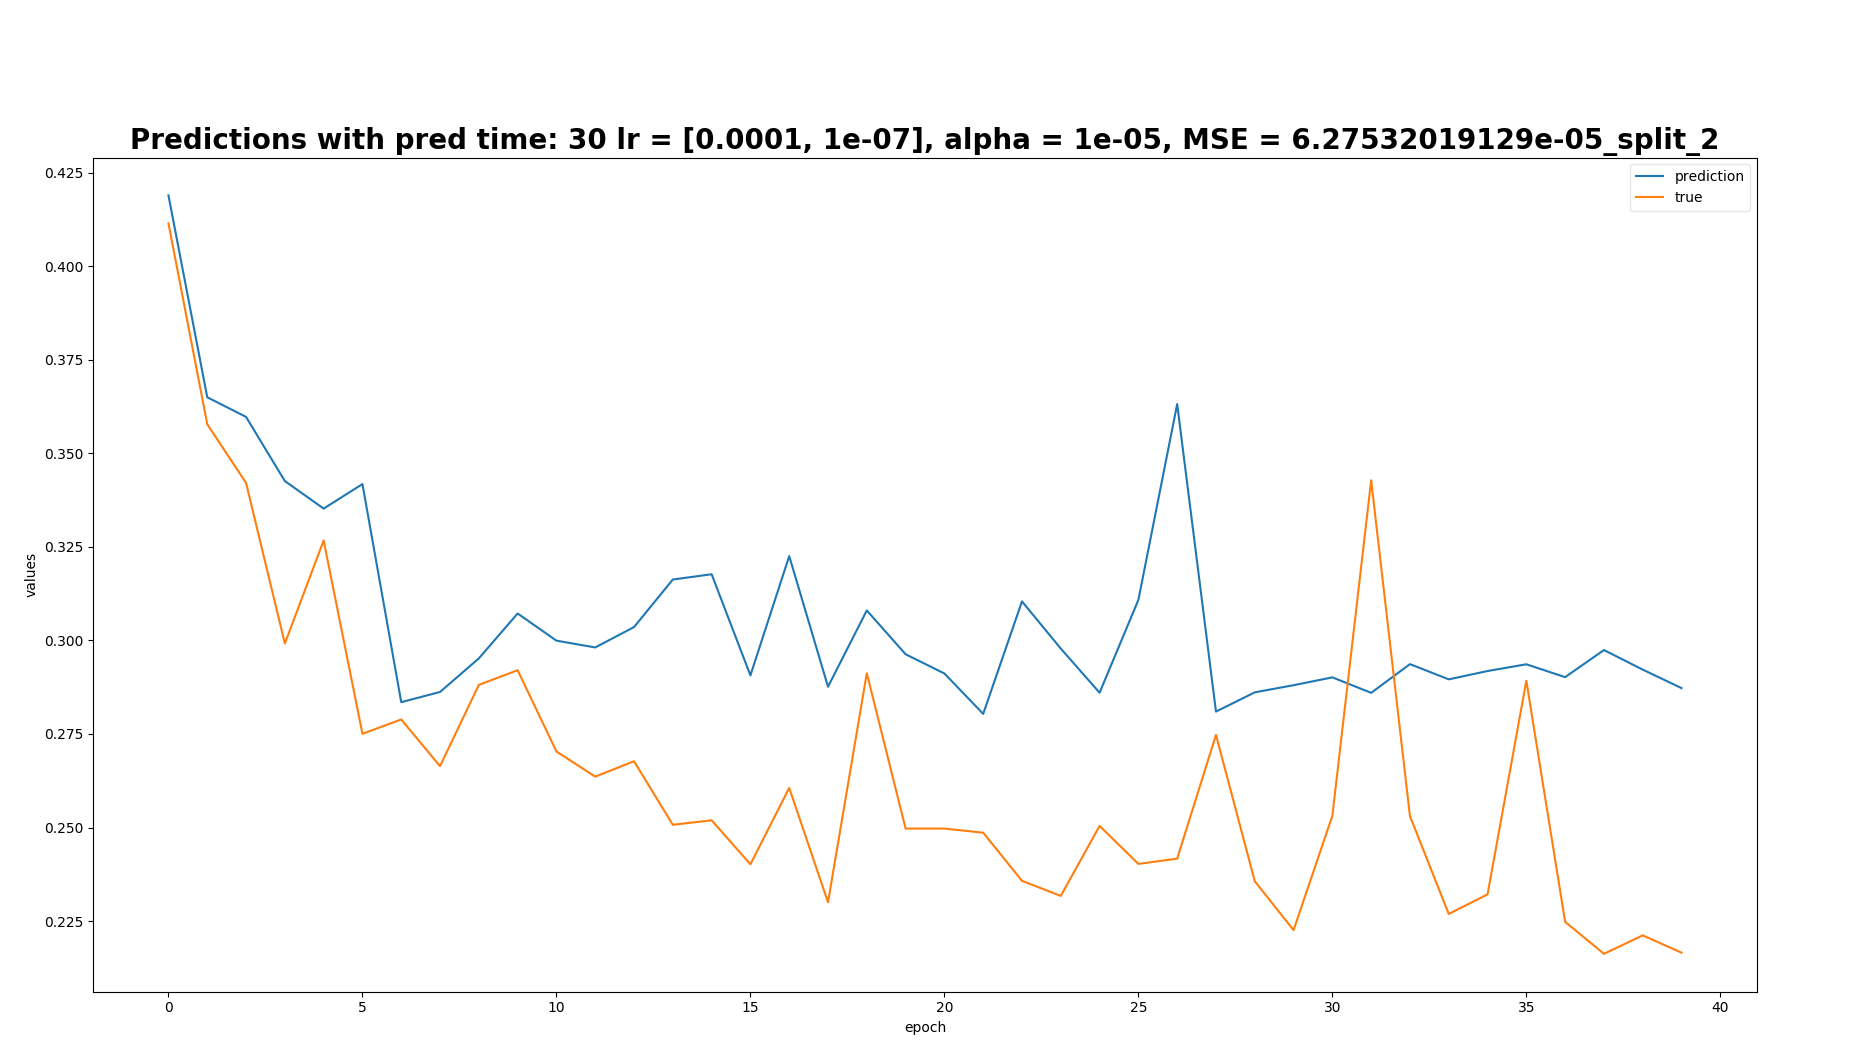 Predictions with pred time: 30 lr = [0.0001, 1e-07], alpha = 1e-05, MSE = 6.27532019129e-05_split_2
prediction
true
values
0.425
0.400
0.375
0.350
0.325
0.300
0.275
0.250
0.225
0 5 10 15 20 25 30 35 40
epoch